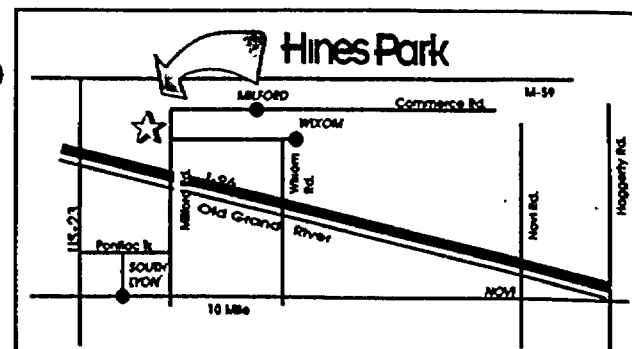 Hines Park
M-59
MILFORD
Commerce Rd.
WIXOM
Milford Rd.
I-96
Wixom
Rd.
Old Grand River
Novi Rd.
Haggerty Rd.
US-23
Pontiac Tr.
SOUTH
LYON
10 Mile
NOVI